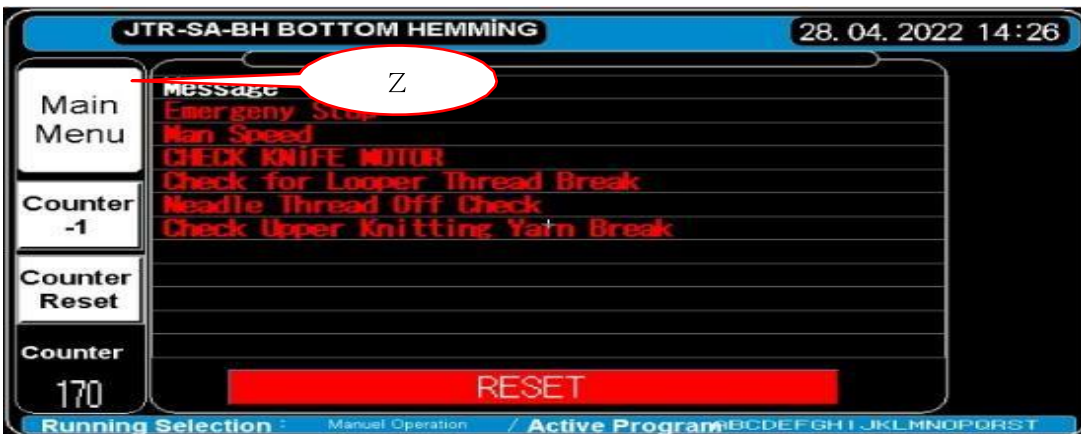 JTR-SA-BH BOTTOM HEMMİNG
28. 04. 2022 14:26
Z
Main
Menu
Counter
-1
Counter
Reset
Counter
170
Message
Emergeny Stop
Man Speed
CHECK KNİFE MOTOR
Check for Looper Thread Break
Neadle Thread Off Check
Check Upper Knitting Yarn Break
RESET
Running Selection : Manuel Operation / Active Program ABCDEFGHIJKLMNOPQRST